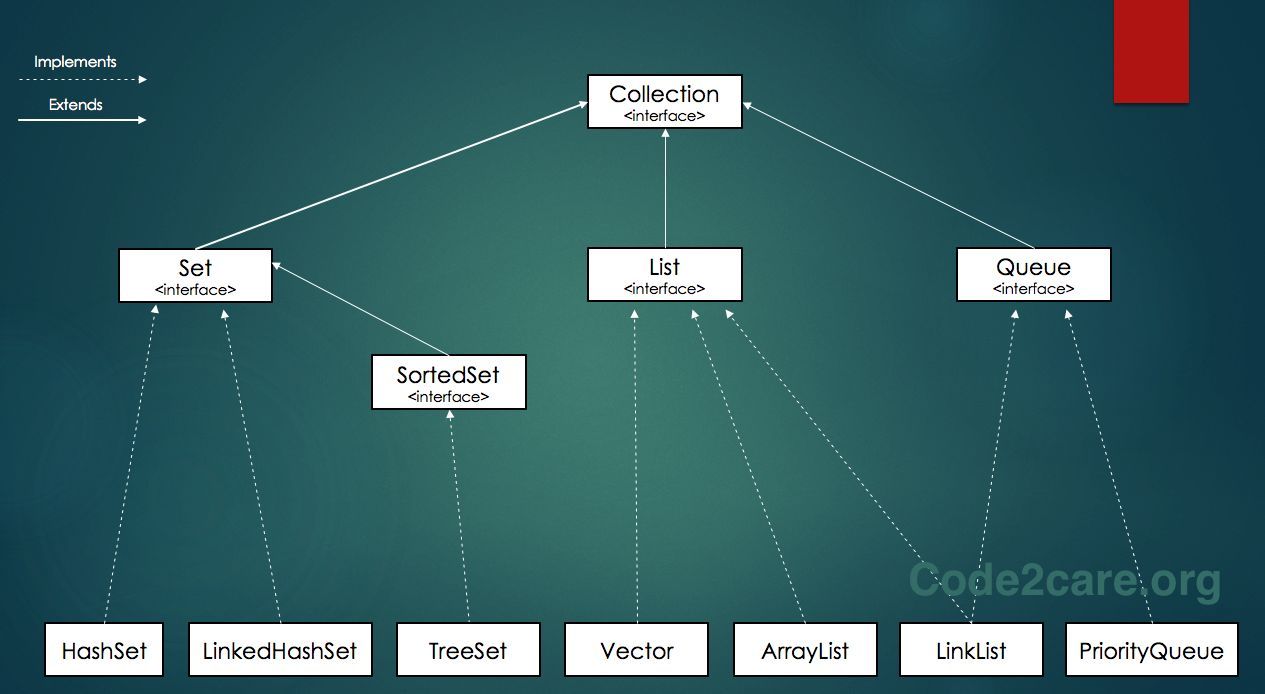 Implements
Extends
Collection
<interface>
Set
<interface>
List
<interface>
Queue
<interface>
SortedSet
<interface>
Code2care.org
HashSet
LinkedHashSet
TreeSet
Vector
ArrayList
LinkList
PriorityQueue